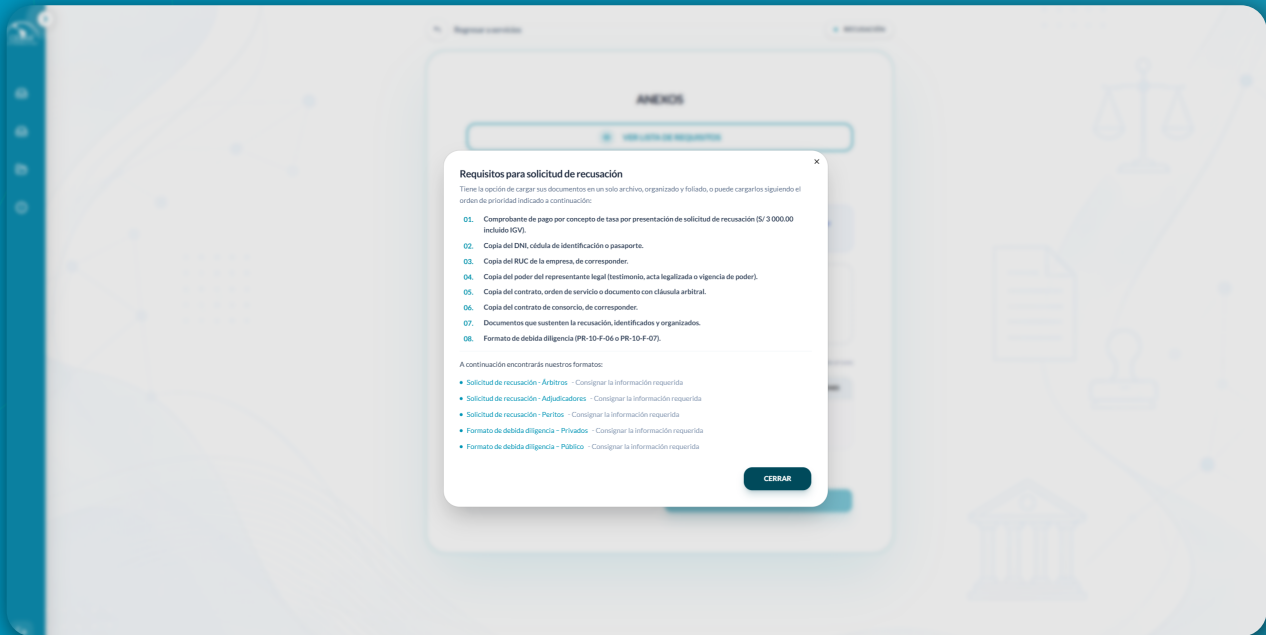 Regresar a servicios
RECUSACIÓN
ANEXOS
VER LISTA DE REQUISITOS
×
Requisitos para solicitud de recusación
Tiene la opción de cargar sus documentos en un solo archivo, organizado y foliado, o puede cargarlos siguiendo el
orden de prioridad indicado a continuación:
01. Comprobante de pago por concepto de tasa por presentación de solicitud de recusación (S/ 3 000.00
incluido IGV).
02. Copia del DNI, cédula de identificación o pasaporte.
03. Copia del RUC de la empresa, de corresponder.
04. Copia del poder del representante legal (testimonio, acta legalizada o vigencia de poder).
05. Copia del contrato, orden de servicio o documento con cláusula arbitral.
06. Copia del contrato de consorcio, de corresponder.
07. Documentos que sustenten la recusación, identificados y organizados.
08. Formato de debida diligencia (PR-10-F-06 o PR-10-F-07).
A continuación encontrarás nuestros formatos:
• Solicitud de recusación - Árbitros - Consignar la información requerida
• Solicitud de recusación - Adjudicadores - Consignar la información requerida
• Solicitud de recusación - Peritos - Consignar la información requerida
• Formato de debida diligencia – Privados - Consignar la información requerida
• Formato de debida diligencia – Público - Consignar la información requerida
CERRAR